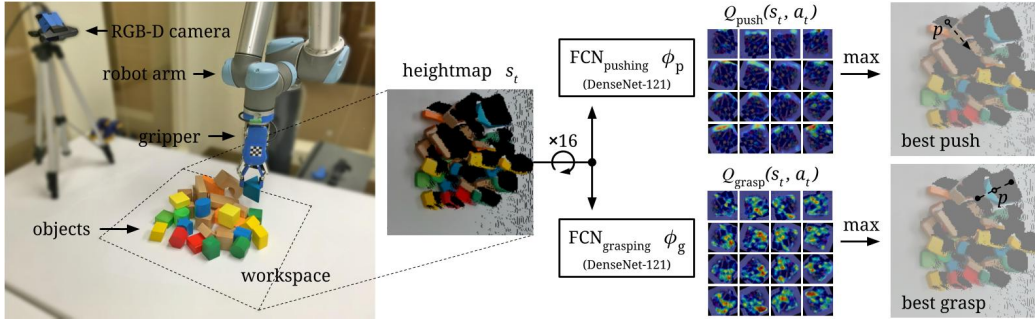 RGB-D camera
robot arm
gripper
objects
workspace
heightmap s_t
×16
FCN_pushing ϕ_p
(DenseNet-121)
FCN_grasping ϕ_g
(DenseNet-121)
Q_push(s_t, a_t)
Q_grasp(s_t, a_t)
max
p
best push
max
p
best grasp